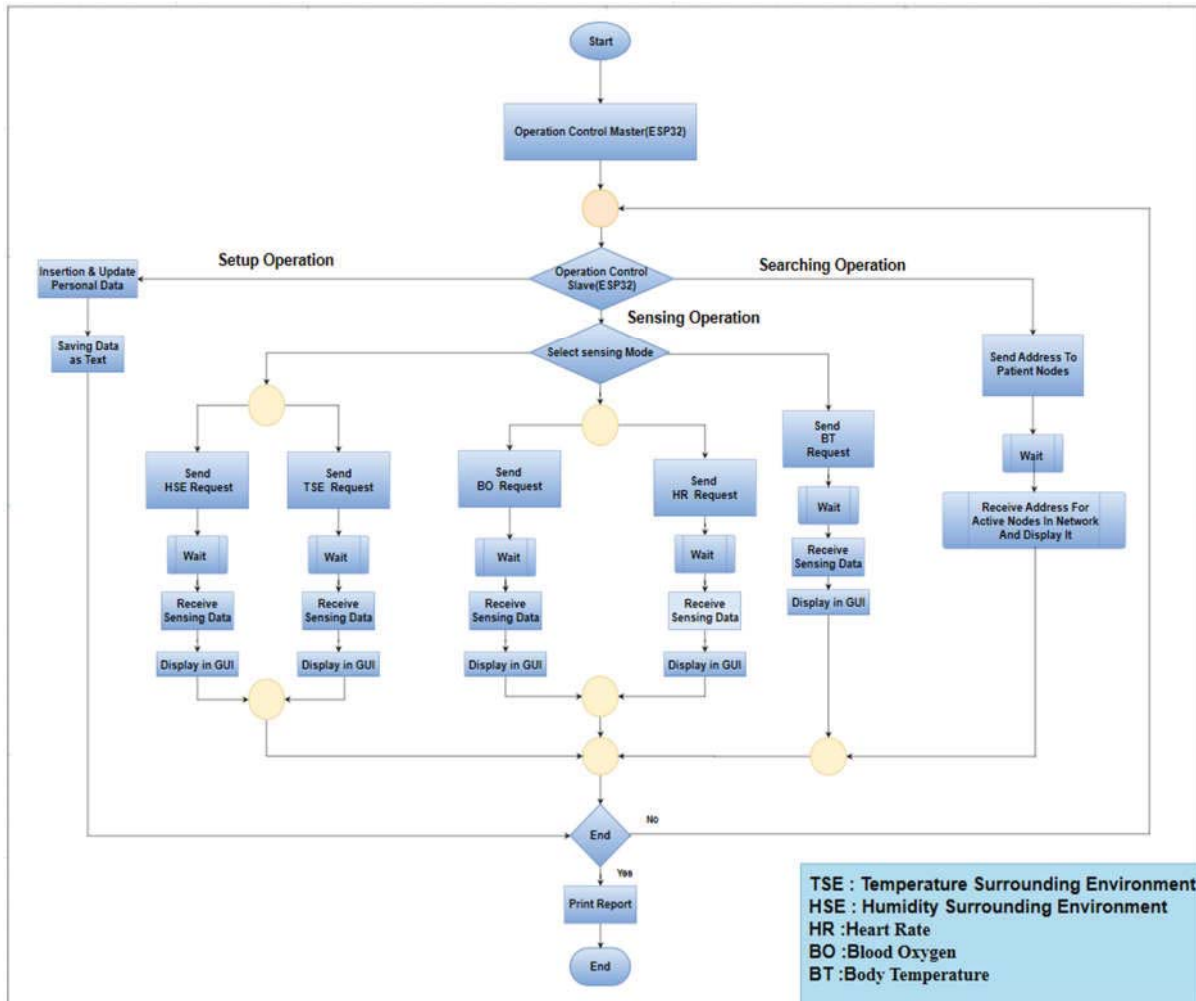 Start
Operation Control Master(ESP32)
Setup Operation
Searching Operation
Insertion & Update
Personal Data
Operation Control
Slave(ESP32)
Sensing Operation
Saving Data
as Text
Select sensing Mode
Send Address To
Patient Nodes
Send
HSE Request
Send
TSE Request
Send
BO Request
Send
HR Request
Send
BT
Request
Wait
Wait
Wait
Wait
Wait
Wait
Receive Address For
Active Nodes In Network
And Display It
Receive
Sensing Data
Receive
Sensing Data
Receive
Sensing Data
Receive
Sensing Data
Receive
Sensing Data
Display in GUI
Display in GUI
Display in GUI
Display in GUI
Display in GUI
End
No
Yes
Print Report
End
TSE : Temperature Surrounding Environment
HSE : Humidity Surrounding Environment
HR :Heart Rate
BO :Blood Oxygen
BT :Body Temperature